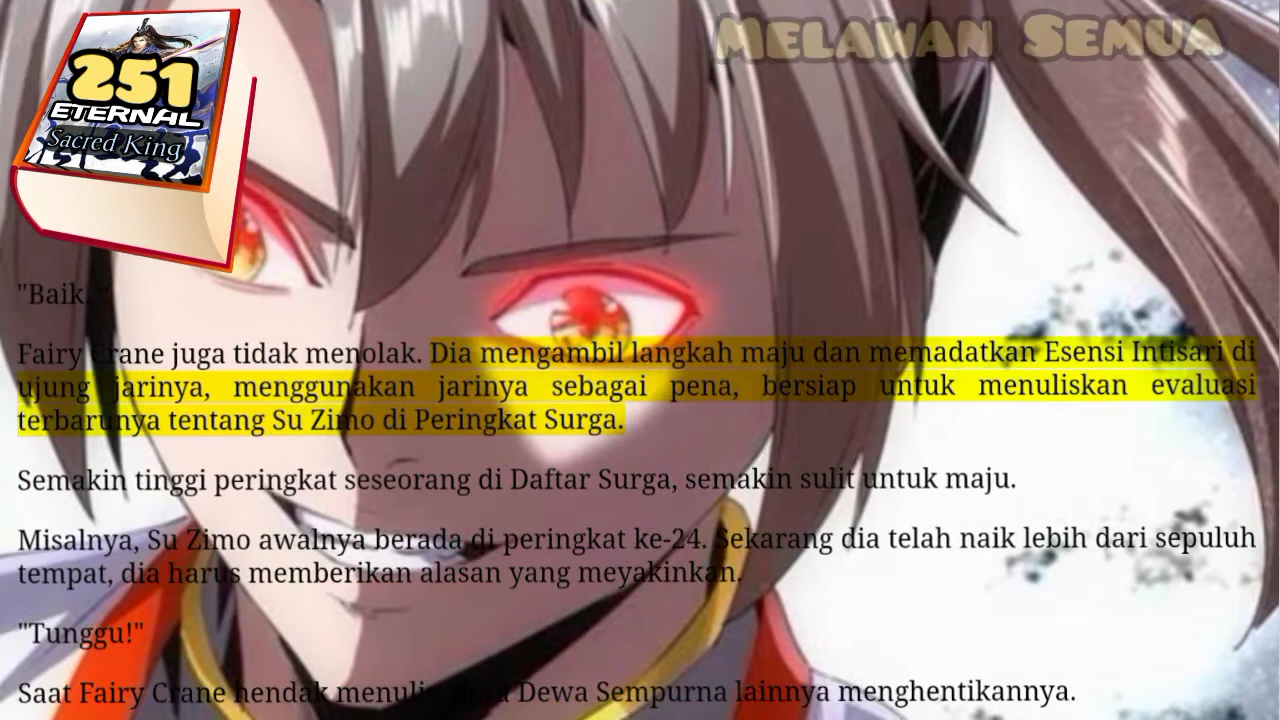 Melawan Semua
251
ETERNAL
Sacred King
"Baik."
Fairy Crane juga tidak menolak. Dia mengambil langkah maju dan memadatkan Esensi Intisari di
ujung jarinya, menggunakan jarinya sebagai pena, bersiap untuk menuliskan evaluasi
terbarunya tentang Su Zimo di Peringkat Surga.
Semakin tinggi peringkat seseorang di Daftar Surga, semakin sulit untuk maju.
Misalnya, Su Zimo awalnya berada di peringkat ke-24. Sekarang dia telah naik lebih dari sepuluh
tempat, dia harus memberikan alasan yang meyakinkan.
"Tunggu!"
Saat Fairy Crane hendak menulis, Dewa Sempurna lainnya menghentikannya.